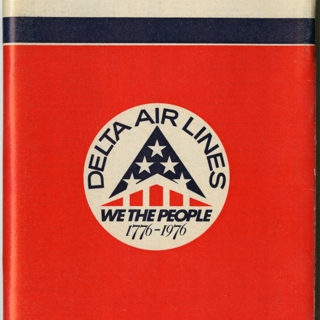 DELTA AIR LINES
WE THE PEOPLE
1776-1976